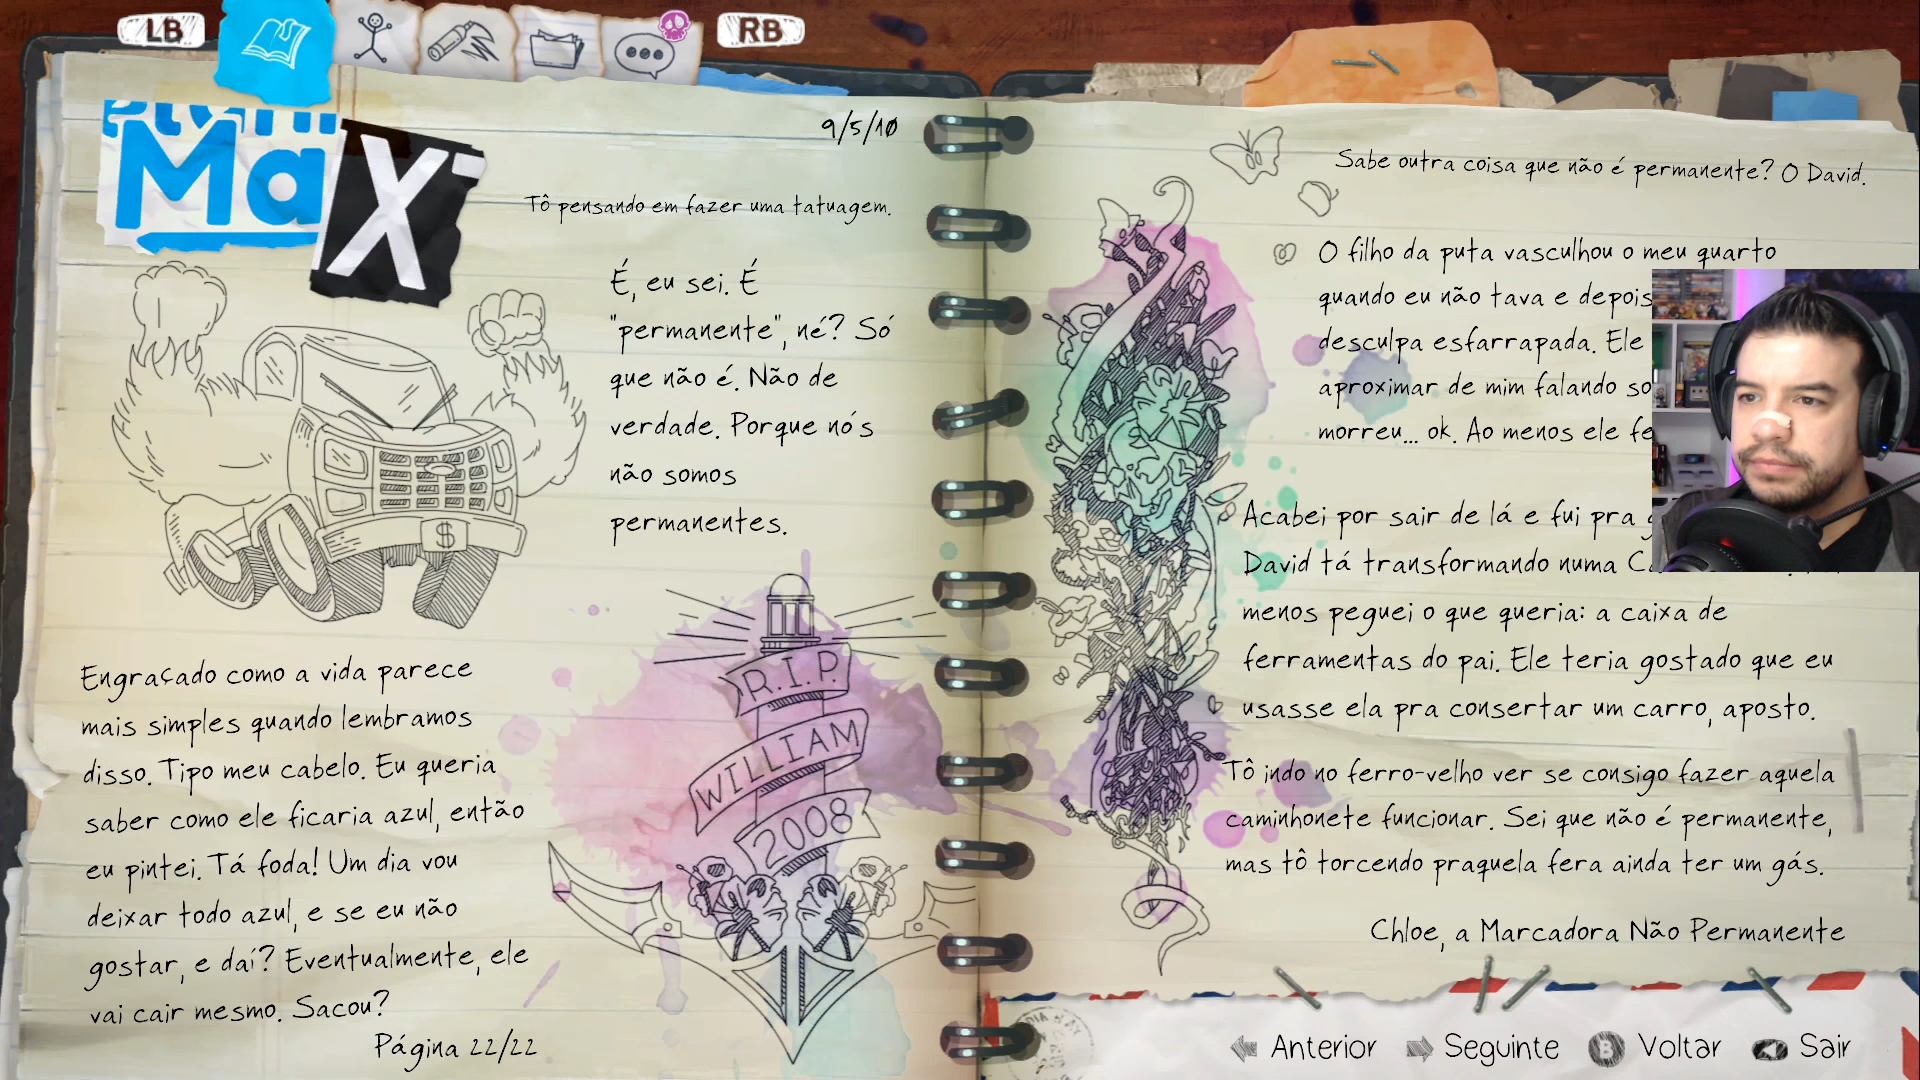 LB
RB
Ma
X
9/5/10
Tô pensando em fazer uma tatuagem.
É, eu sei. É
"permanente", né? Só
que não é. Não de
verdade. Porque nós
não somos
permanentes.
$
Engraçado como a vida parece
mais simples quando lembramos
disso. Tipo meu cabelo. Eu queria
saber como ele ficaria azul, então
eu pintei. Tá foda! Um dia vou
deixar todo azul, e se eu não
gostar, e daí? Eventualmente, ele
vai cair mesmo. Sacou?
R.I.P.
WILLIAM
2008
Página 22/22
Sabe outra coisa que não é permanente? O David.
O filho da puta vasculhou o meu quarto
quando eu não tava e depois
desculpa esfarrapada. Ele
aproximar de mim falando
morreu... ok. Ao menos ele
Acabei por sair de lá e fui pra
David tá transformando numa
menos peguei o que queria: a caixa de
ferramentas do pai. Ele teria gostado que eu
usasse ela pra consertar um carro, aposto.
Tô indo no ferro-velho ver se consigo fazer aquela
caminhonete funcionar. Sei que não é permanente,
mas tô torcendo praquela fera ainda ter um gás.
Chloe, a Marcadora Não Permanente
Anterior
Seguinte
B Voltar
Sair